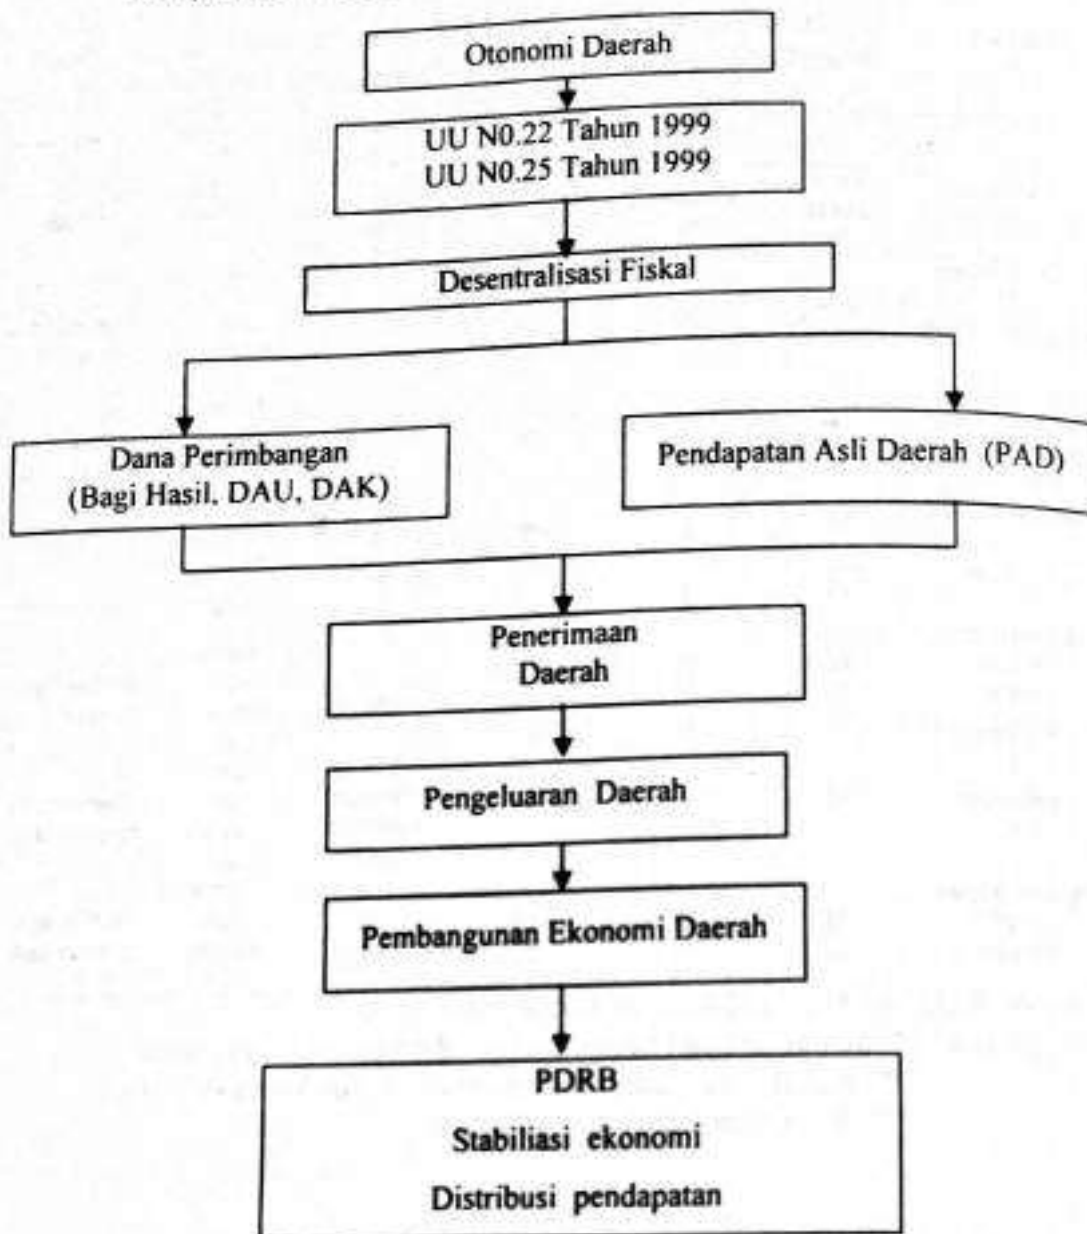 Otonomi Daerah
UU N0.22 Tahun 1999
UU N0.25 Tahun 1999
Desentralisasi Fiskal
Dana Perimbangan
(Bagi Hasil. DAU, DAK)
Pendapatan Asli Daerah (PAD)
Penerimaan
Daerah
Pengeluaran Daerah
Pembangunan Ekonomi Daerah
PDRB
Stabiliasi ekonomi
Distribusi pendapatan